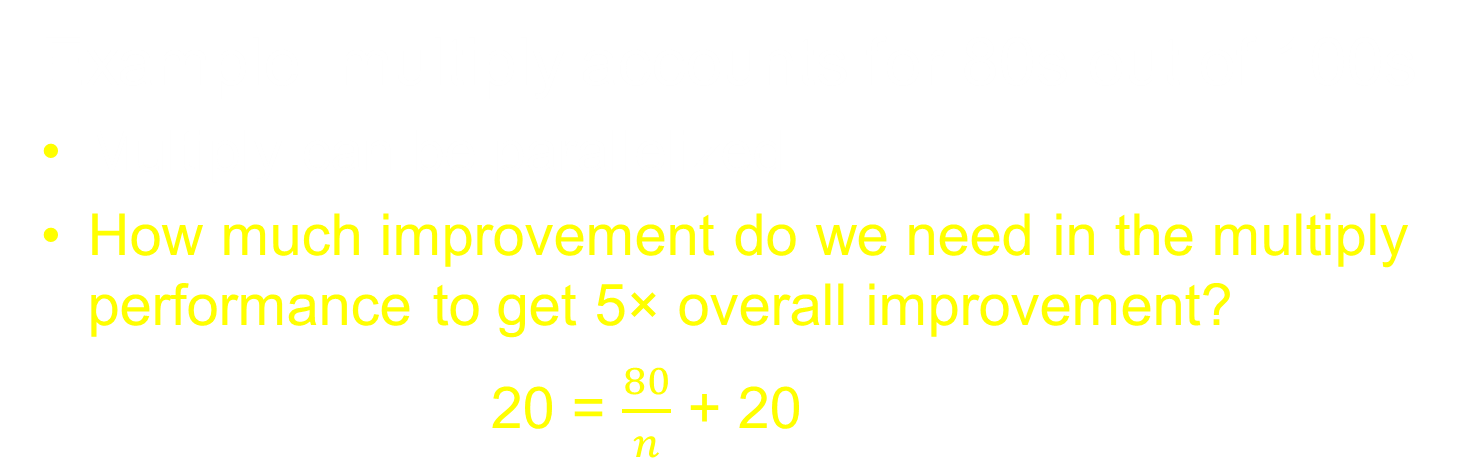 •
• How much improvement do we need in the multiply
performance to get 5× overall improvement?
20 = 80/n + 20